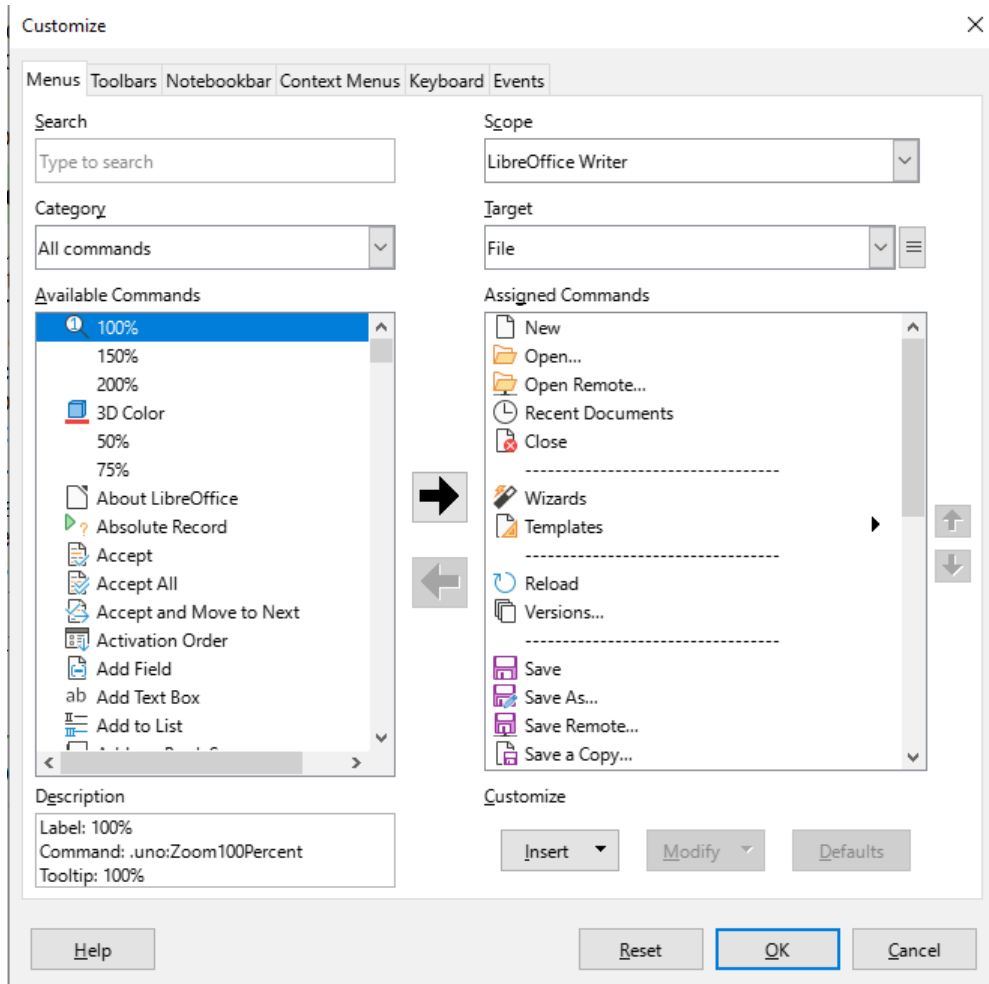 Customize
Menus Toolbars Notebookbar Context Menus Keyboard Events
Search
Type to search
Category
All commands
Available Commands
100%
150%
200%
3D Color
50%
75%
About LibreOffice
Absolute Record
Accept
Accept All
Accept and Move to Next
Activation Order
Add Field
ab Add Text Box
Add to List
Description
Label: 100%
Command: .uno:Zoom100Percent
Tooltip: 100%
Scope
LibreOffice Writer
Target
File
Assigned Commands
New
Open...
Open Remote...
Recent Documents
Close
----------------------------------
Wizards
Templates
----------------------------------
Reload
Versions...
----------------------------------
Save
Save As...
Save Remote...
Save a Copy...
Customize
Insert Modify Defaults
Help Reset OK Cancel